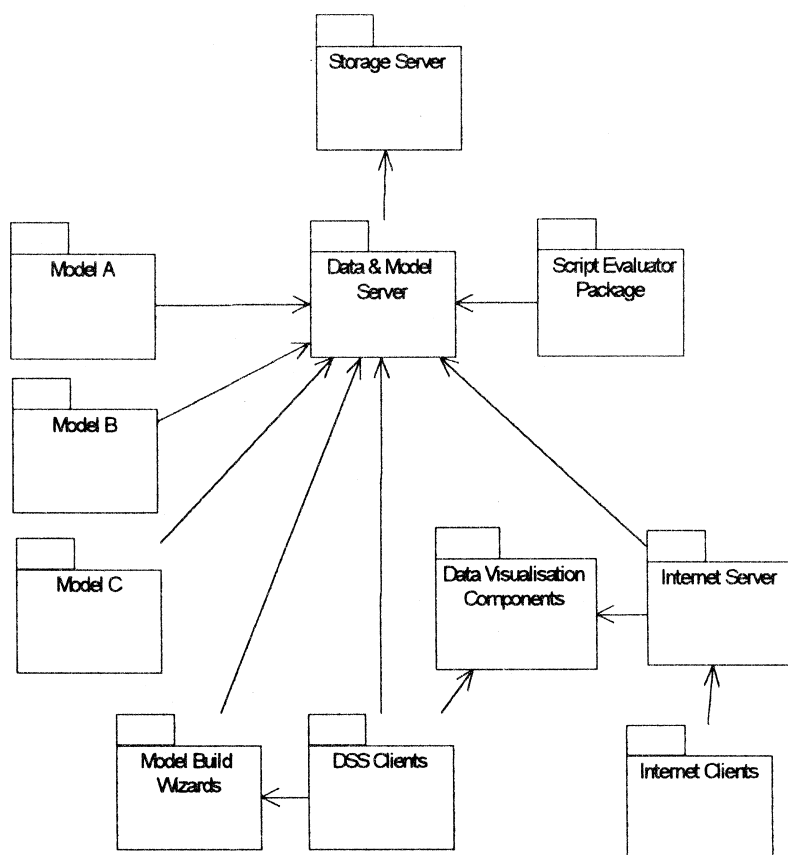 Storage Server
Model A
Data & Model
Server
Script Evaluator
Package
Model B
Model C
Data Visualisation
Components
Internet Server
Model Build
Wizards
DSS Clients
Internet Clients